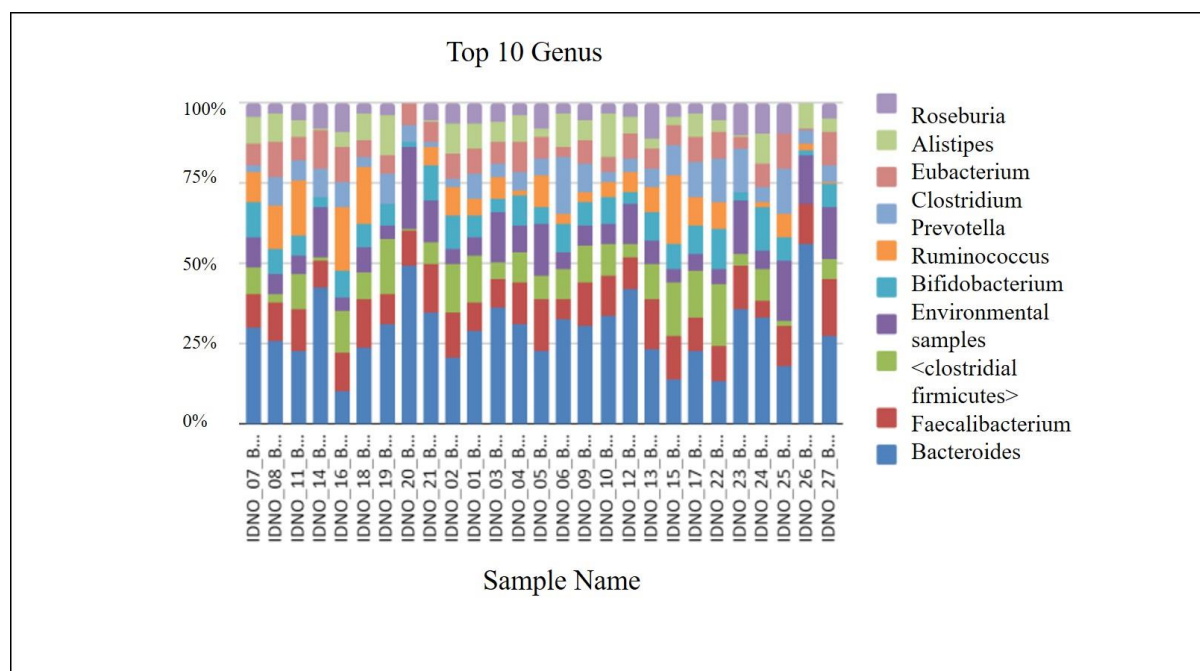 Top 10 Genus
100%
75%
50%
25%
0%
Roseburia
Alistipes
Eubacterium
Clostridium
Prevotella
Ruminococcus
Bifidobacterium
Environmental
samples
<clostridial
firmicutes>
Faecalibacterium
Bacteroides
IDNO_07_B...
IDNO_08_B...
IDNO_11_B...
IDNO_14_B...
IDNO_16_B...
IDNO_18_B...
IDNO_19_B...
IDNO_20_B...
IDNO_21_B...
IDNO_02_B...
IDNO_01_B...
IDNO_03_B...
IDNO_04_B...
IDNO_05_B...
IDNO_06_B...
IDNO_09_B...
IDNO_10_B...
IDNO_12_B...
IDNO_13_B...
IDNO_15_B...
IDNO_17_B...
IDNO_22_B...
IDNO_23_B...
IDNO_24_B...
IDNO_25_B...
IDNO_26_B...
IDNO_27_B...
Sample Name